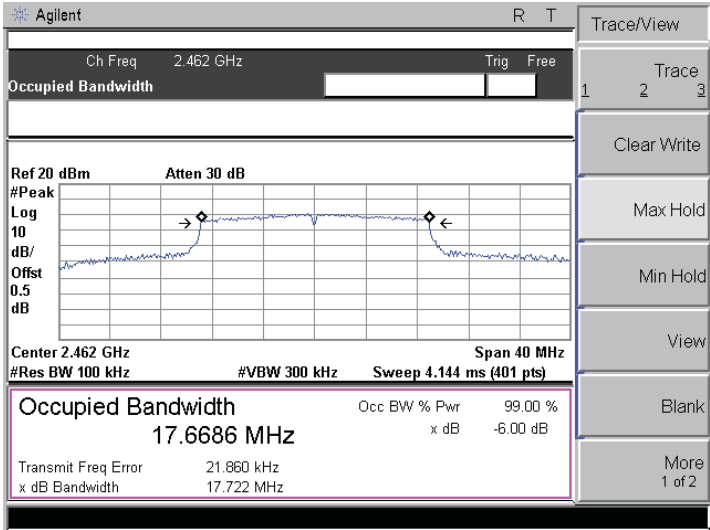 Agilent R T
Ch Freq 2.462 GHz Trig Free
Occupied Bandwidth
Ref 20 dBm Atten 30 dB
#Peak
Log
10
dB/
Offst
0.5
dB
Center 2.462 GHz Span 40 MHz
#Res BW 100 kHz #VBW 300 kHz Sweep 4.144 ms (401 pts)
Occupied Bandwidth Occ BW % Pwr 99.00 %
17.6686 MHz x dB -6.00 dB
Transmit Freq Error 21.860 kHz
x dB Bandwidth 17.722 MHz
Trace/View
Trace
1 2 3
Clear Write
Max Hold
Min Hold
View
Blank
More
1 of 2